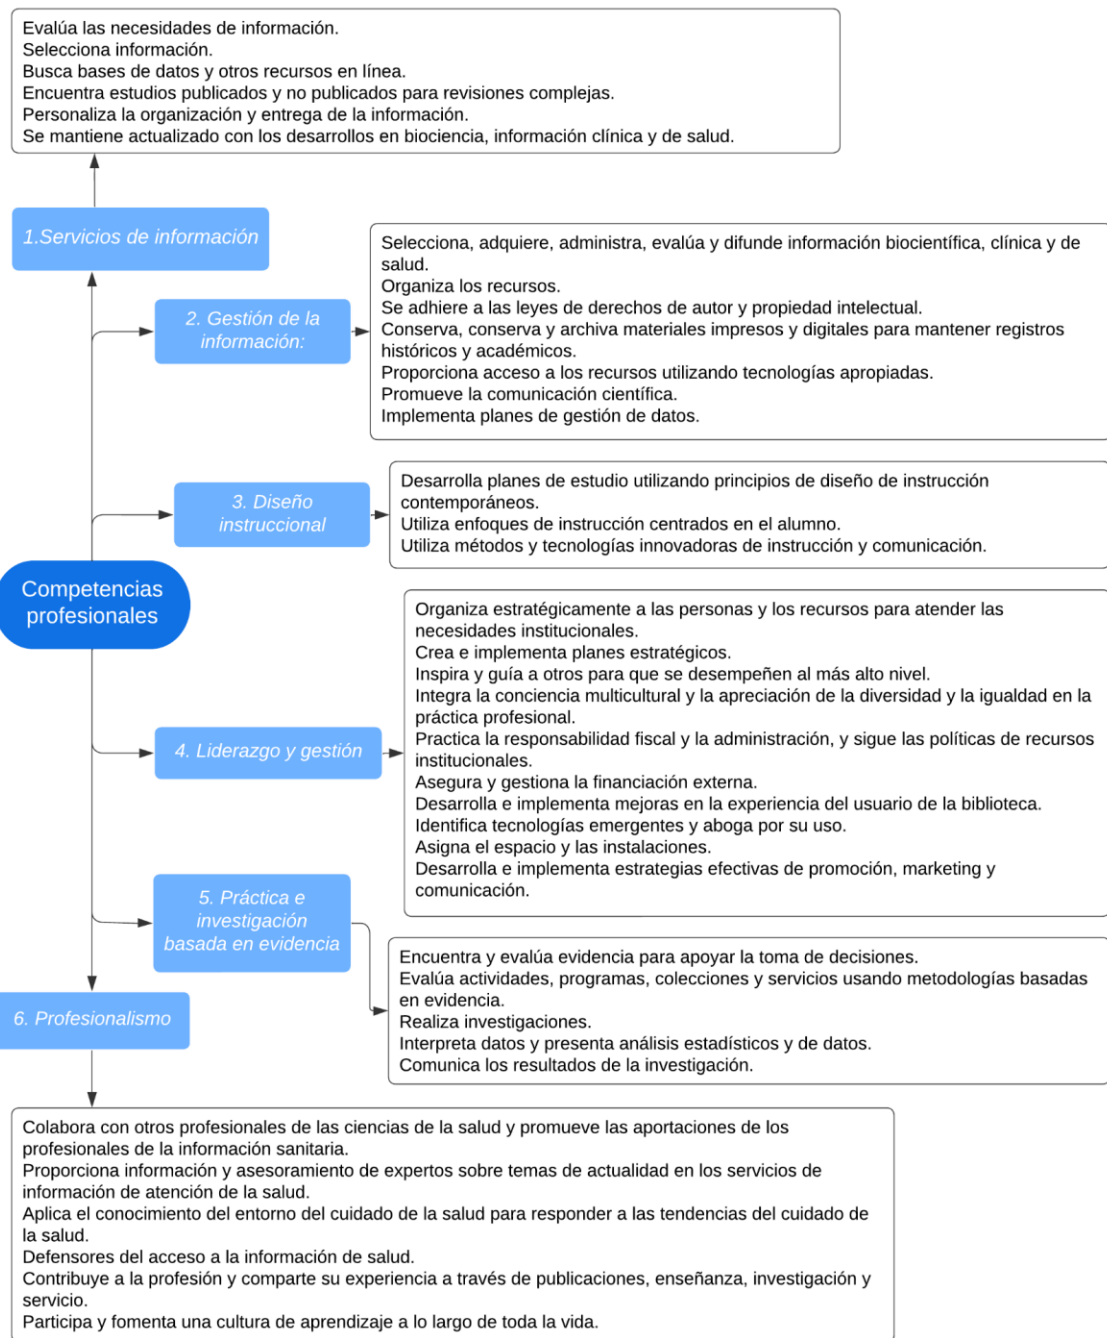 Evalúa las necesidades de información.
Selecciona información.
Busca bases de datos y otros recursos en línea.
Encuentra estudios publicados y no publicados para revisiones complejas.
Personaliza la organización y entrega de la información.
Se mantiene actualizado con los desarrollos en biociencia, información clínica y de salud.
1.Servicios de información
2. Gestión de la
información:
Selecciona, adquiere, administra, evalúa y difunde información biocientífica, clínica y de
salud.
Organiza los recursos.
Se adhiere a las leyes de derechos de autor y propiedad intelectual.
Conserva, conserva y archiva materiales impresos y digitales para mantener registros
históricos y académicos.
Proporciona acceso a los recursos utilizando tecnologías apropiadas.
Promueve la comunicación científica.
Implementa planes de gestión de datos.
3. Diseño
instruccional
Desarrolla planes de estudio utilizando principios de diseño de instrucción
contemporáneos.
Utiliza enfoques de instrucción centrados en el alumno.
Utiliza métodos y tecnologías innovadoras de instrucción y comunicación.
Competencias
profesionales
4. Liderazgo y gestión
Organiza estratégicamente a las personas y los recursos para atender las
necesidades institucionales.
Crea e implementa planes estratégicos.
Inspira y guía a otros para que se desempeñen al más alto nivel.
Integra la conciencia multicultural y la apreciación de la diversidad y la igualdad en la
práctica profesional.
Practica la responsabilidad fiscal y la administración, y sigue las políticas de recursos
institucionales.
Asegura y gestiona la financiación externa.
Desarrolla e implementa mejoras en la experiencia del usuario de la biblioteca.
Identifica tecnologías emergentes y aboga por su uso.
Asigna el espacio y las instalaciones.
Desarrolla e implementa estrategias efectivas de promoción, marketing y
comunicación.
5. Práctica e
investigación
basada en evidencia
Encuentra y evalúa evidencia para apoyar la toma de decisiones.
Evalúa actividades, programas, colecciones y servicios usando metodologías basadas
en evidencia.
Realiza investigaciones.
Interpreta datos y presenta análisis estadísticos y de datos.
Comunica los resultados de la investigación.
6. Profesionalismo
Colabora con otros profesionales de las ciencias de la salud y promueve las aportaciones de los
profesionales de la información sanitaria.
Proporciona información y asesoramiento de expertos sobre temas de actualidad en los servicios de
información de atención de la salud.
Aplica el conocimiento del entorno del cuidado de la salud para responder a las tendencias del cuidado de
la salud.
Defensores del acceso a la información de salud.
Contribuye a la profesión y comparte su experiencia a través de publicaciones, enseñanza, investigación y
servicio.
Participa y fomenta una cultura de aprendizaje a lo largo de toda la vida.